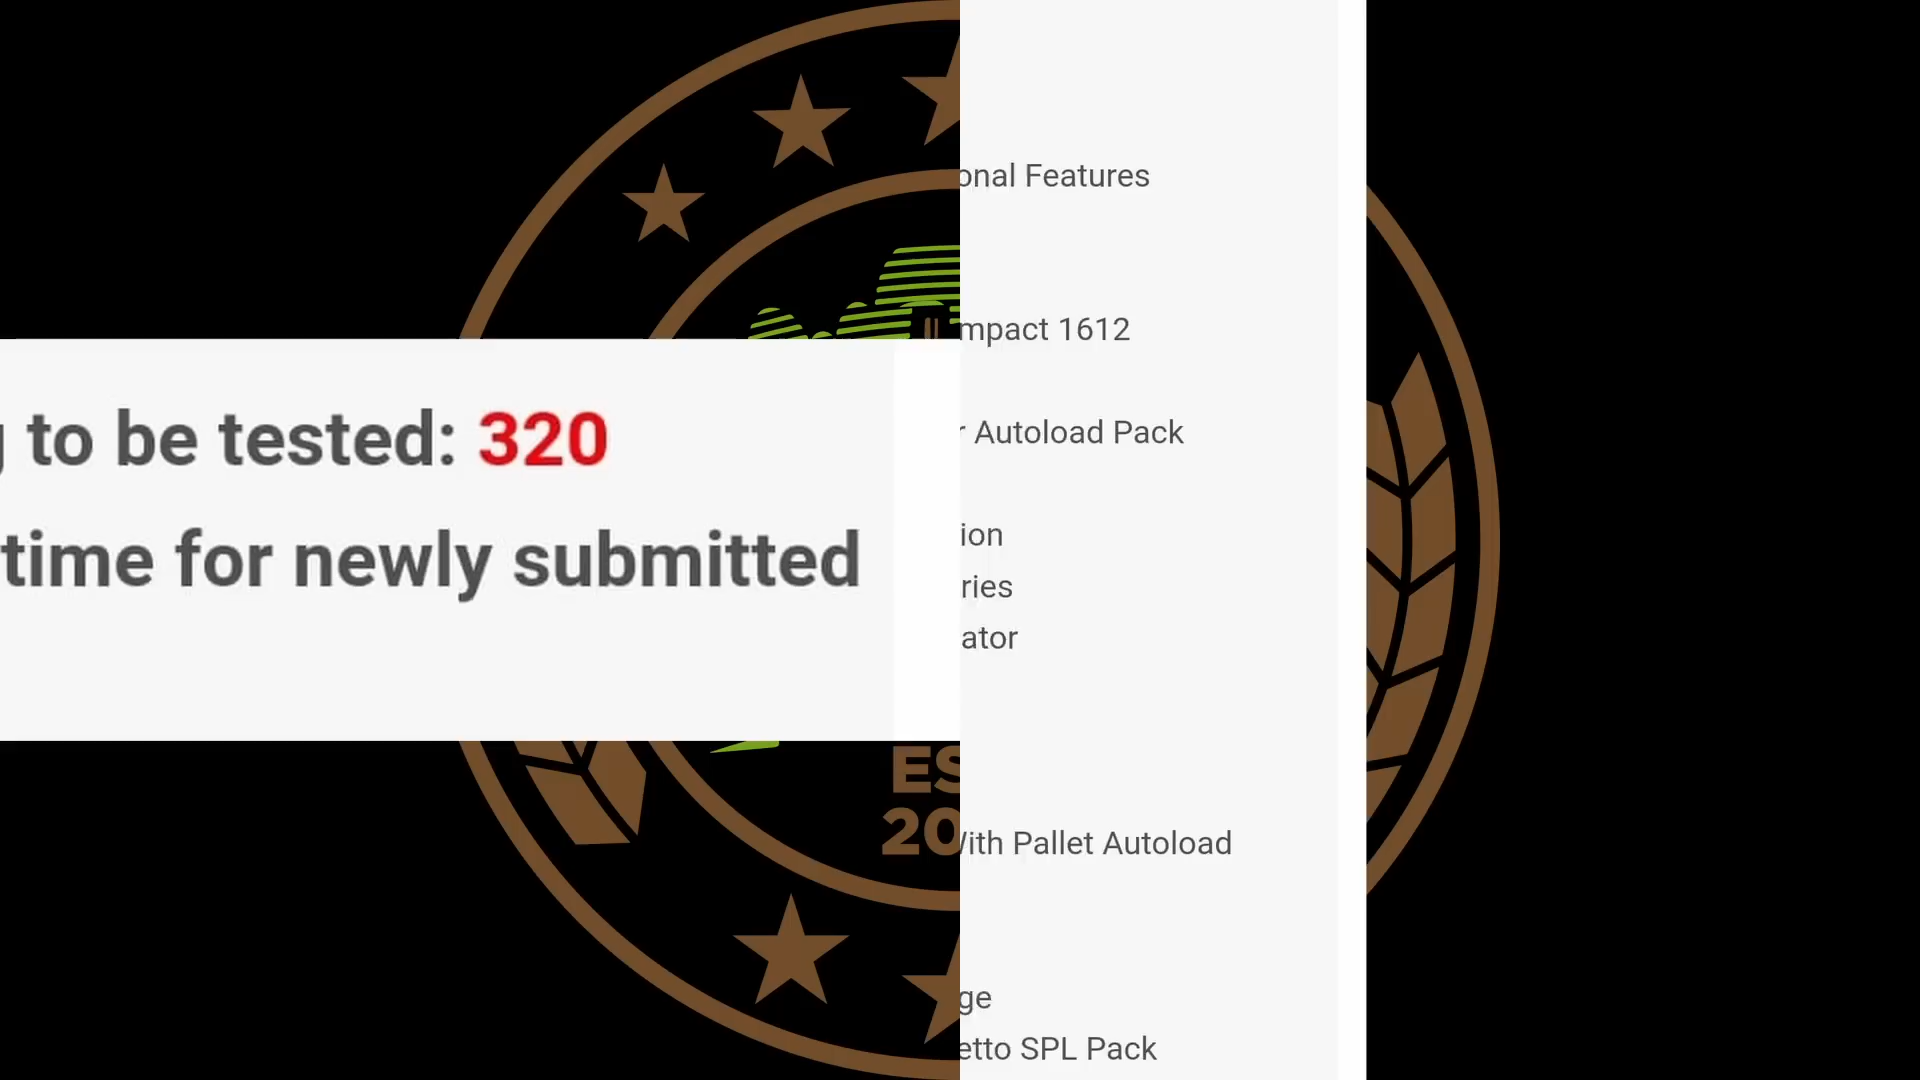 to be tested: 320
time for newly submitted
ES
20
onal Features
mpact 1612
r Autoload Pack
ion
ries
ator
With Pallet Autoload
ge
etto SPL Pack